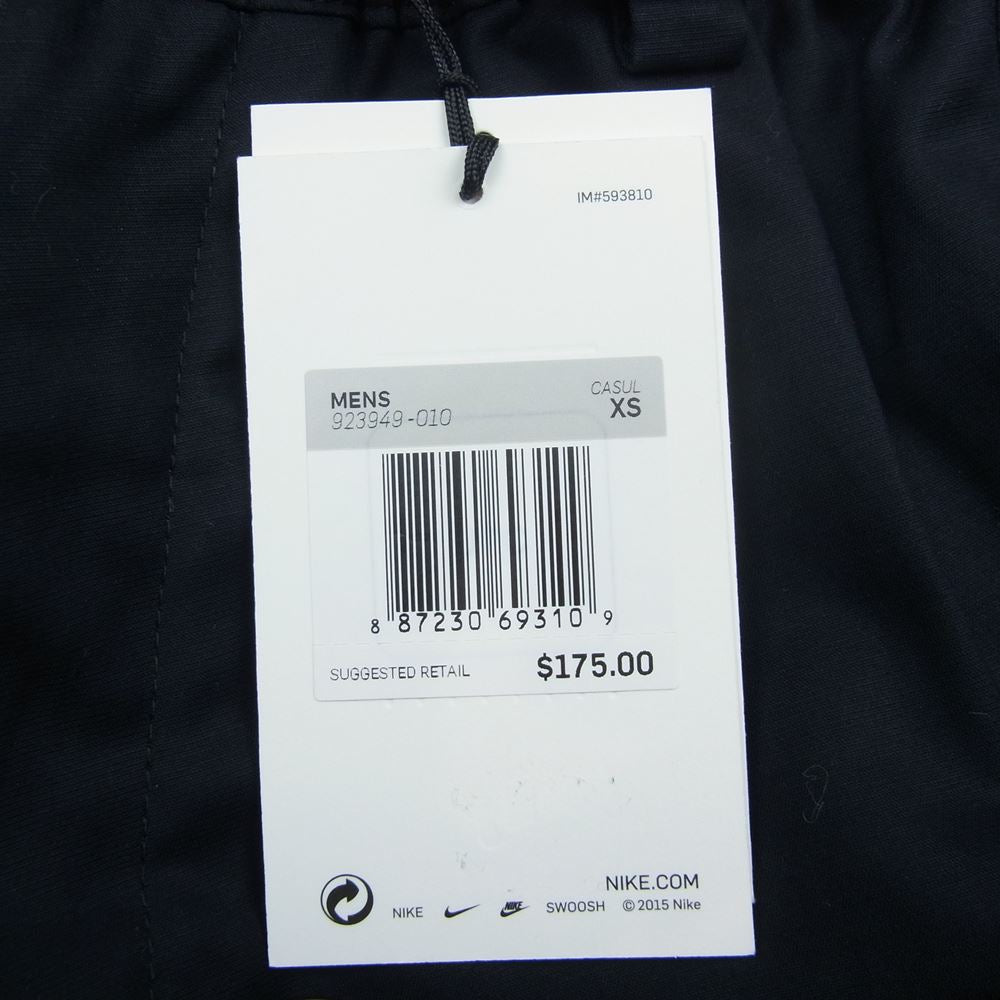 IM#593810
MENS CASUL
923949-010 XS
8 87230 69310 9
SUGGESTED RETAIL $175.00
NIKE.COM
NIKE NIKE SWOOSH © 2015 Nike